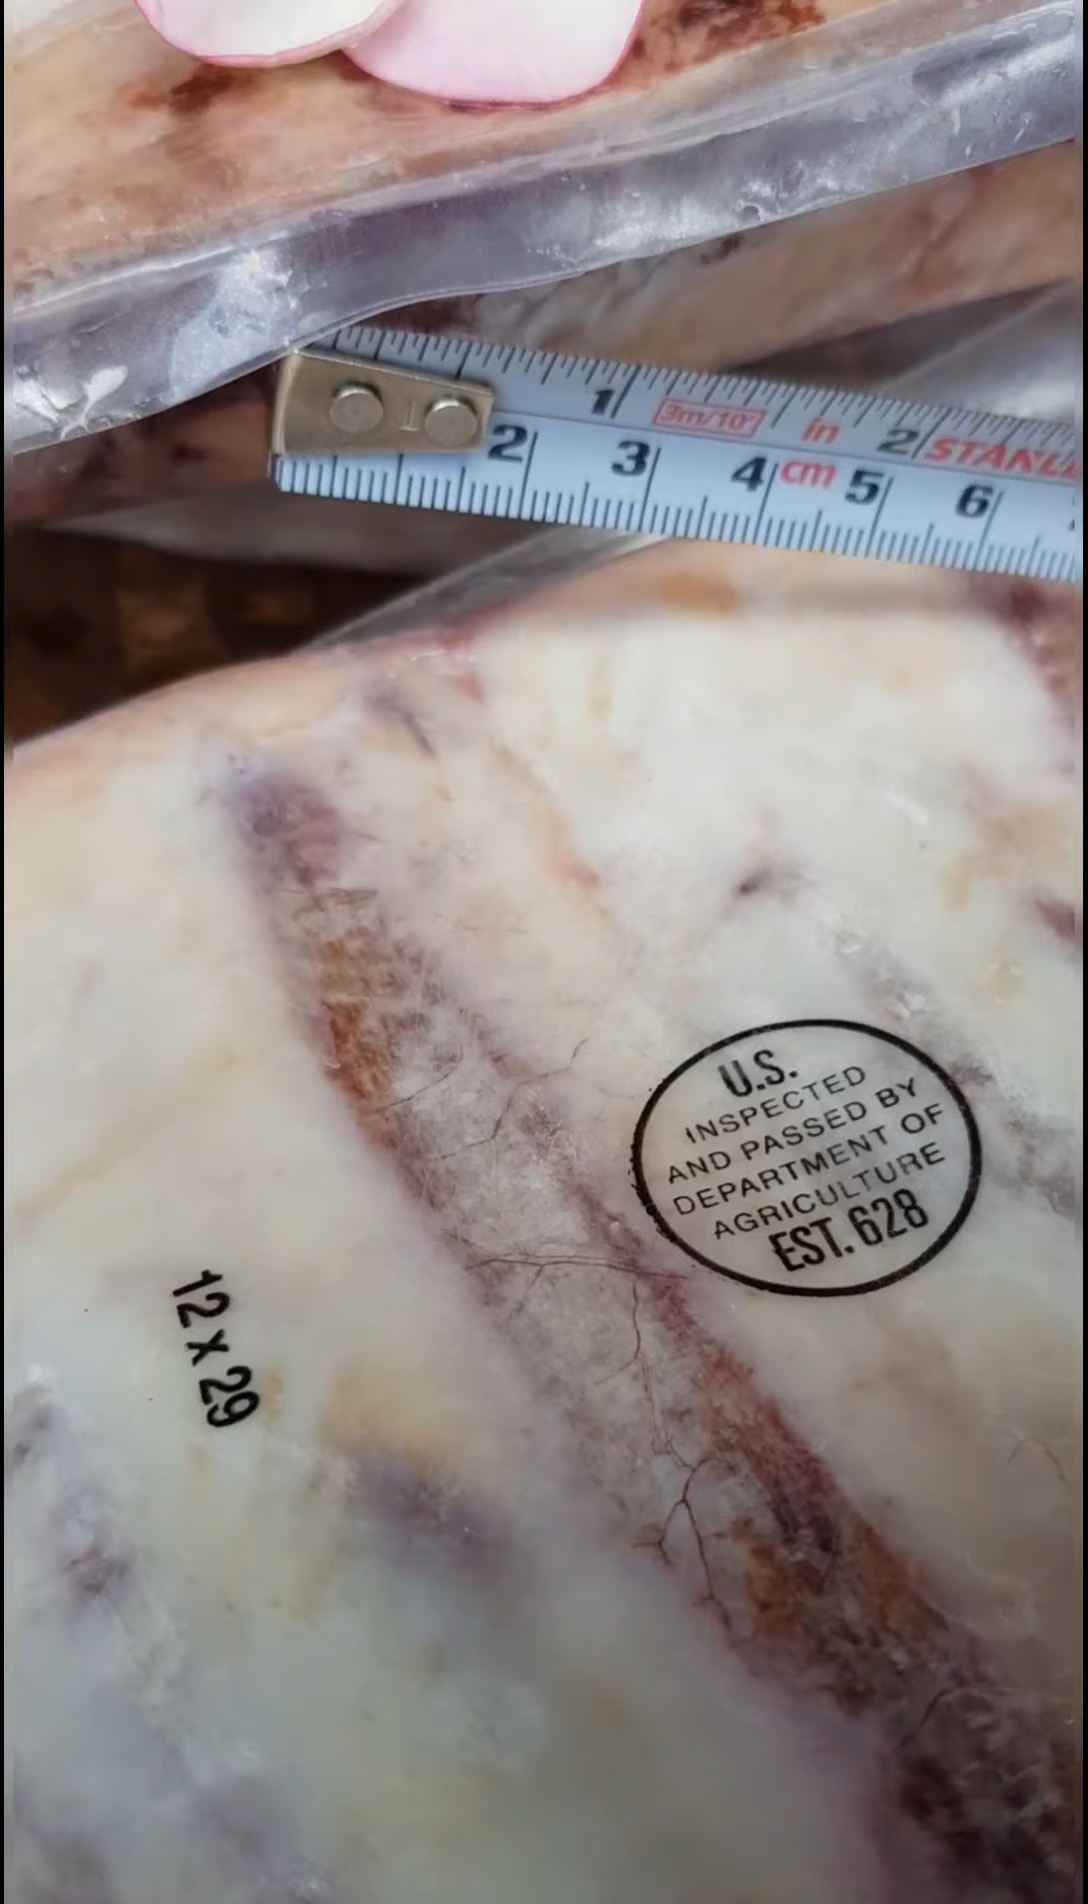 1 3m/10' in 2 STANL
2 3 4 cm 5 6
U.S.
INSPECTED
AND PASSED BY
DEPARTMENT OF
AGRICULTURE
EST. 628
12 x 29